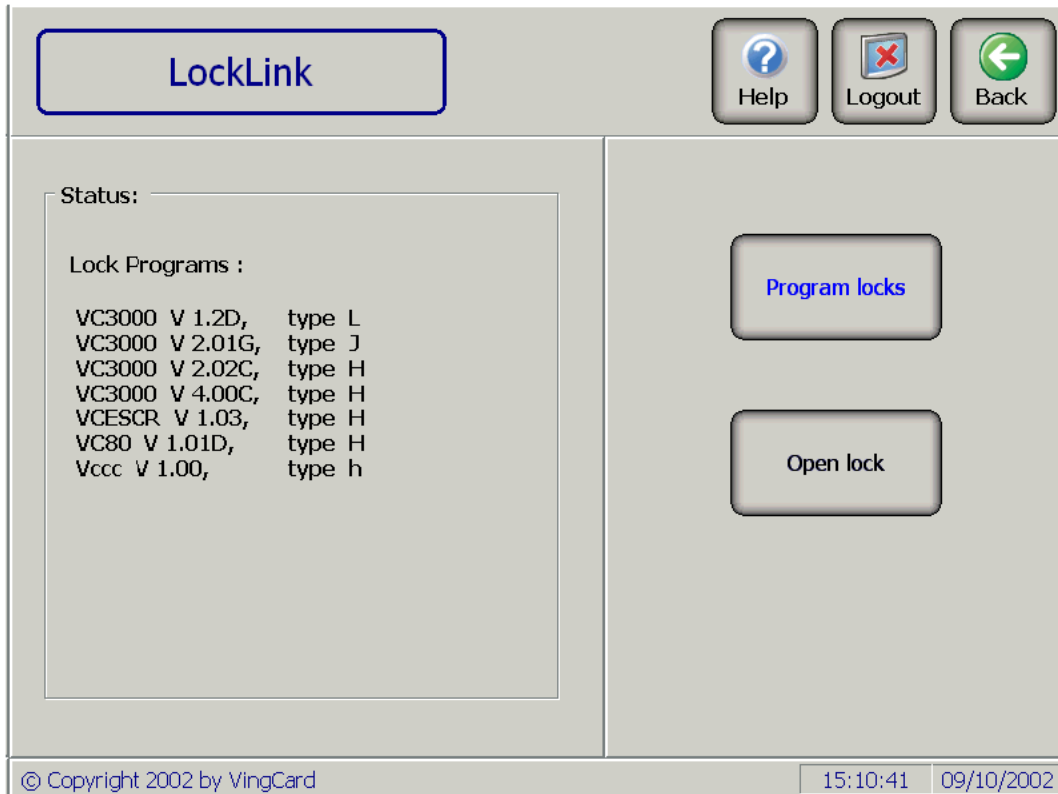 LockLink
Help
Logout
Back
Status:
Lock Programs :
VC3000 V 1.2D, type L
VC3000 V 2.01G, type J
VC3000 V 2.02C, type H
VC3000 V 4.00C, type H
VCESCR V 1.03, type H
VC80 V 1.01D, type H
Vccc V 1.00, type h
Program locks
Open lock
© Copyright 2002 by VingCard
15:10:41
09/10/2002